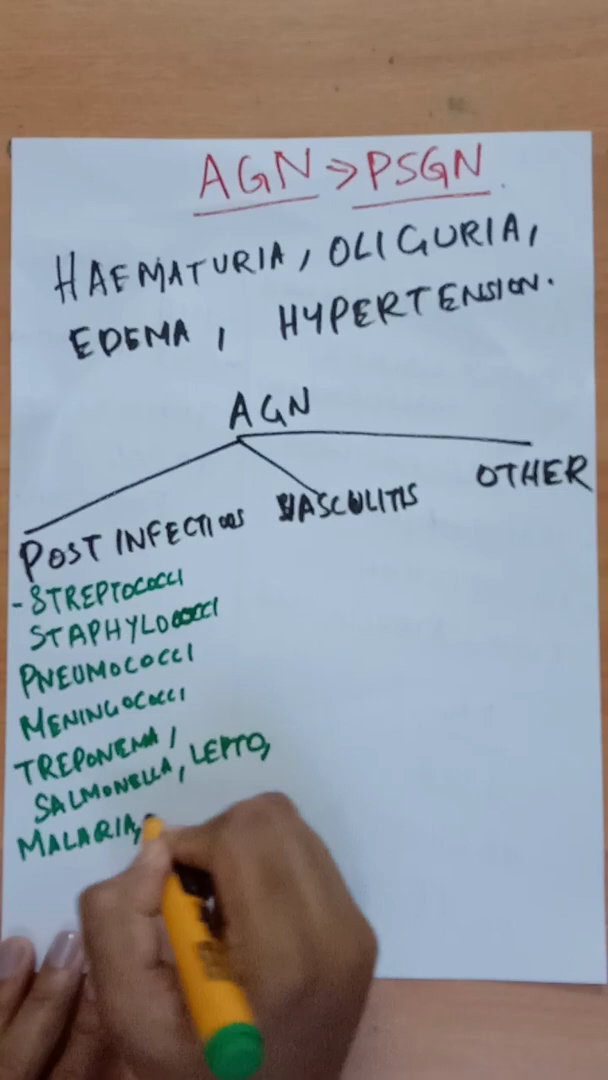 AGN → PSGN
HAEMATURIA, OLIGURIA,
EDEMA, HYPERTENSION.
AGN
POST INFECTIOUS VASCULITIS OTHER
- STREPTOCOCCI
STAPHYLOCOCCI
PNEUMOCOCCI
MENINGOCOCCI
TREPONEMA,
SALMONELLA, LEPTO,
MALARIA,